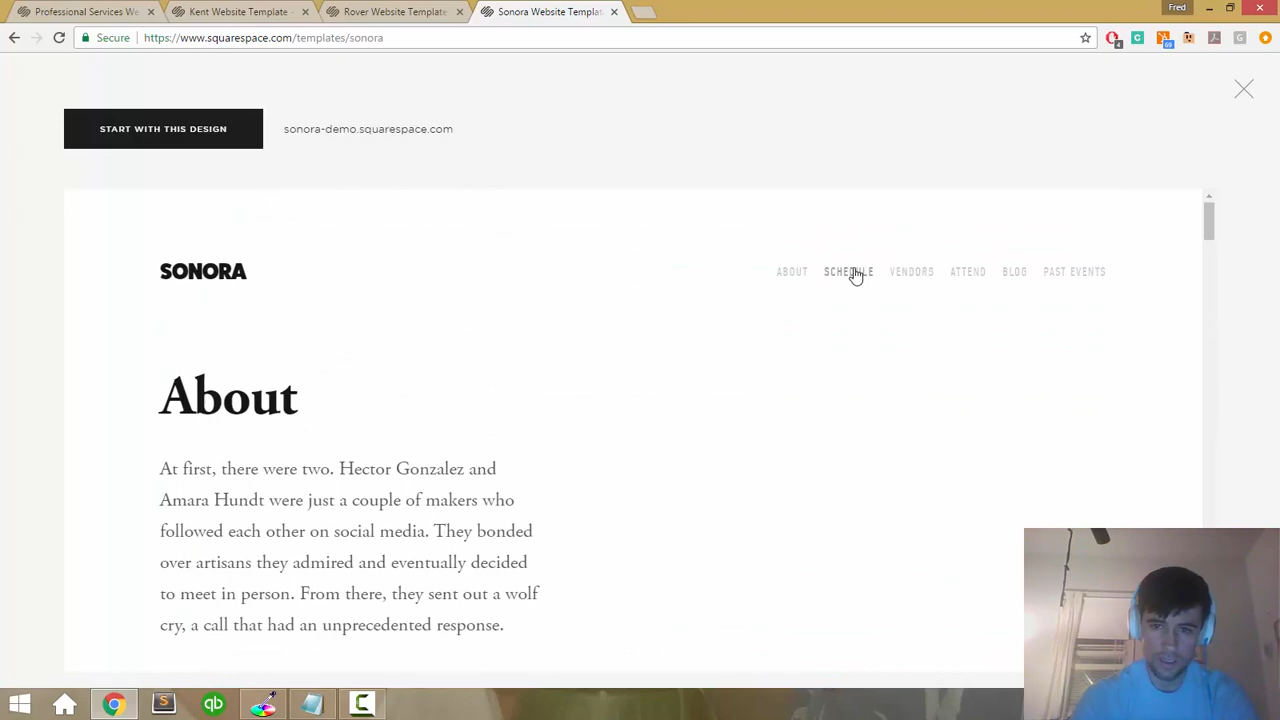 Professional Services We
Kent Website Template -
Rover Website Template
Sonora Website Templat
Fred
Secure
https://www.squarespace.com/templates/sonora
4
69
START WITH THIS DESIGN
sonora-demo.squarespace.com
SONORA
ABOUT SCHEDULE VENDORS ATTEND BLOG PAST EVENTS
About
At first, there were two. Hector Gonzalez and
Amara Hundt were just a couple of makers who
followed each other on social media. They bonded
over artisans they admired and eventually decided
to meet in person. From there, they sent out a wolf
cry, a call that had an unprecedented response.